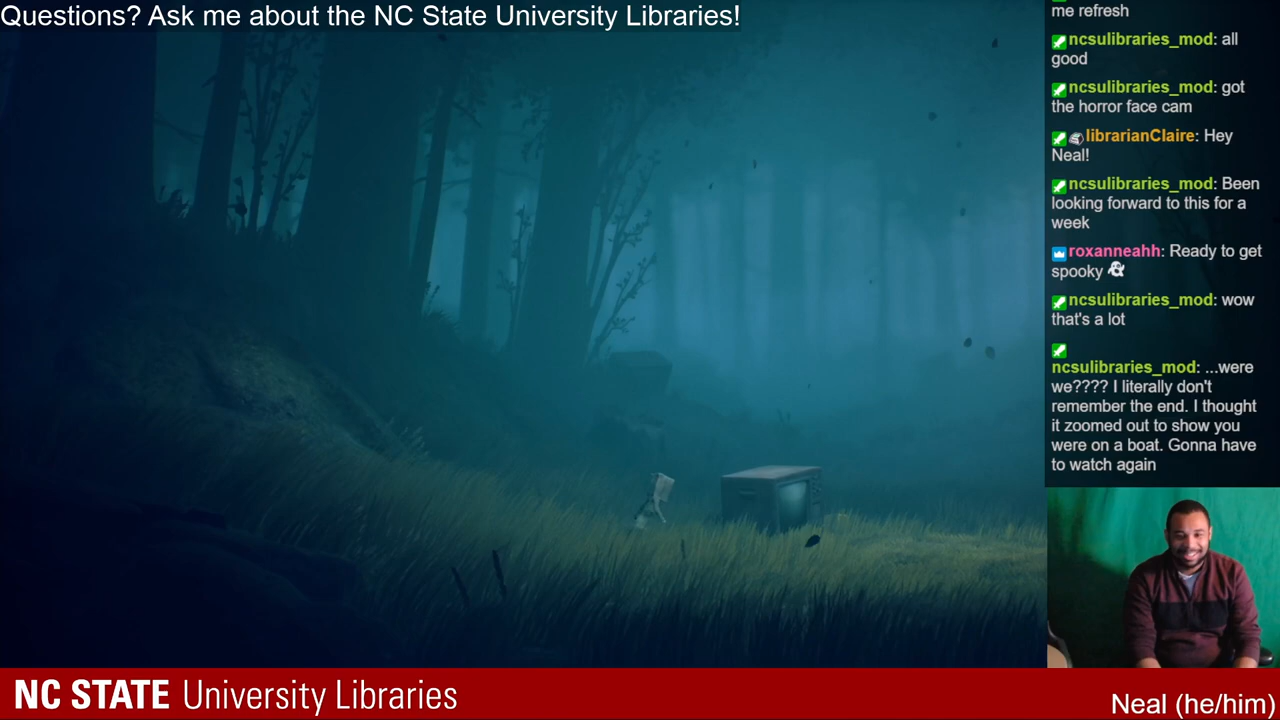 Questions? Ask me about the NC State University Libraries!
me refresh
ncsulibraries_mod: all
good
ncsulibraries_mod: got
the horror face cam
librarianClaire: Hey
Neal!
ncsulibraries_mod: Been
looking forward to this for a
week
roxanneahh: Ready to get
spooky
ncsulibraries_mod: wow
that's a lot
ncsulibraries_mod: ...were
we???? I literally don't
remember the end. I thought
it zoomed out to show you
were on a boat. Gonna have
to watch again
NC STATE University Libraries
Neal (he/him)